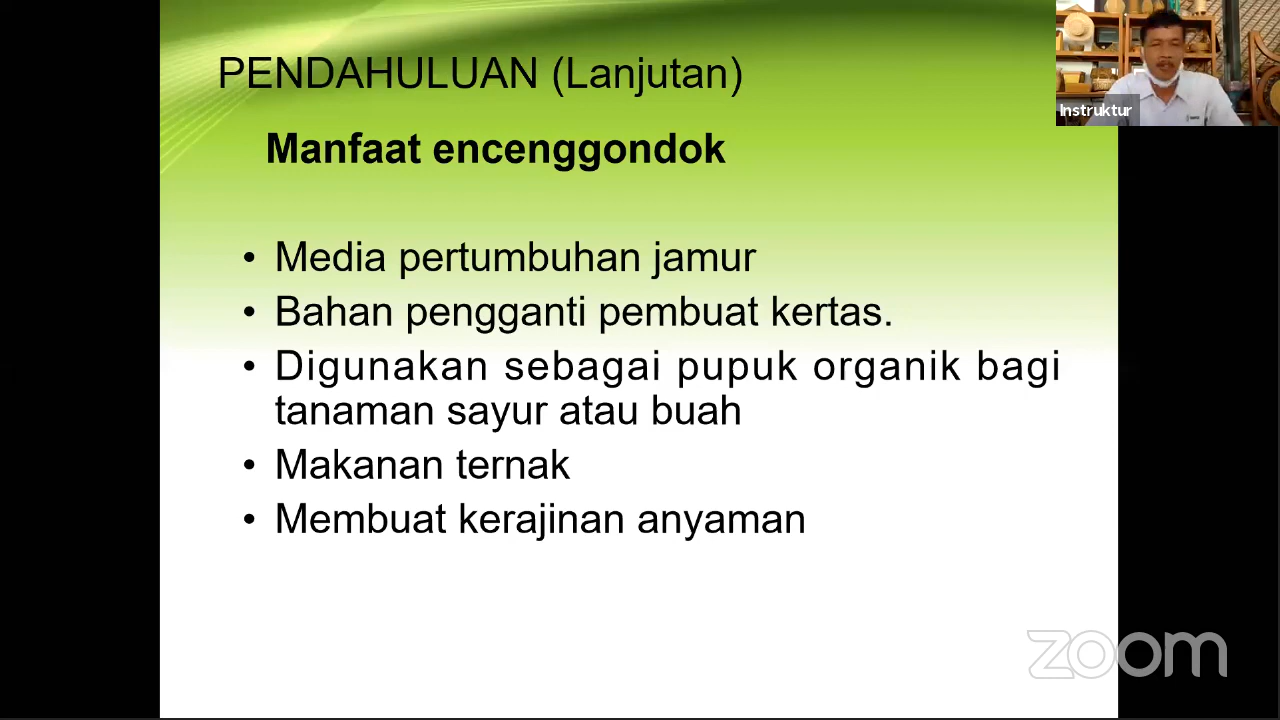 PENDAHULUAN (Lanjutan)
Instruktur
Manfaat encenggondok
• Media pertumbuhan jamur
• Bahan pengganti pembuat kertas.
• Digunakan sebagai pupuk organik bagi
tanaman sayur atau buah
• Makanan ternak
• Membuat kerajinan anyaman
zoom